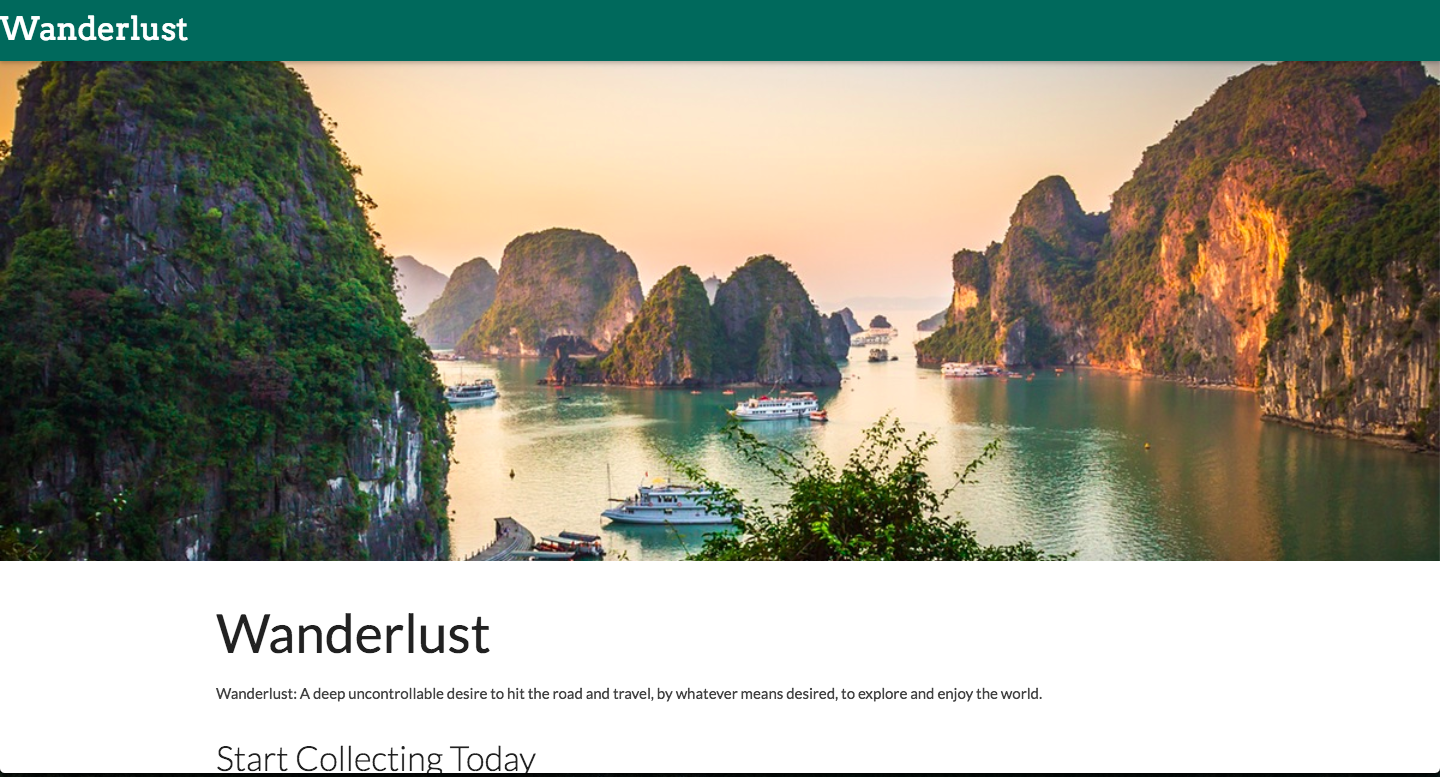 Wanderlust
Wanderlust
Wanderlust: A deep uncontrollable desire to hit the road and travel, by whatever means desired, to explore and enjoy the world.
Start Collecting Today